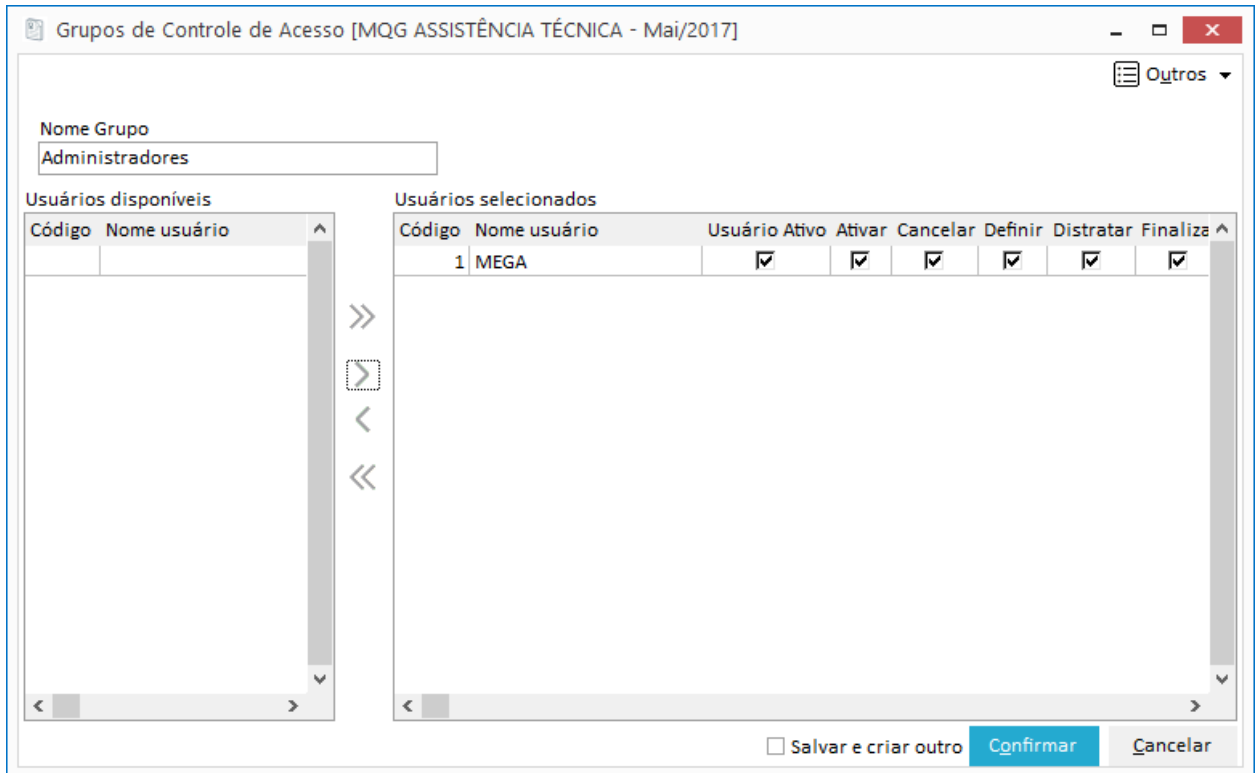 Grupos de Controle de Acesso [MQG ASSISTÊNCIA TÉCNICA - Mai/2017]
Outros
Nome Grupo
Administradores
Usuários disponíveis Usuários selecionados
Código Nome usuário Código Nome usuário Usuário Ativo Ativar Cancelar Definir Distratar Finaliza
1 MEGA
Salvar e criar outro Confirmar Cancelar